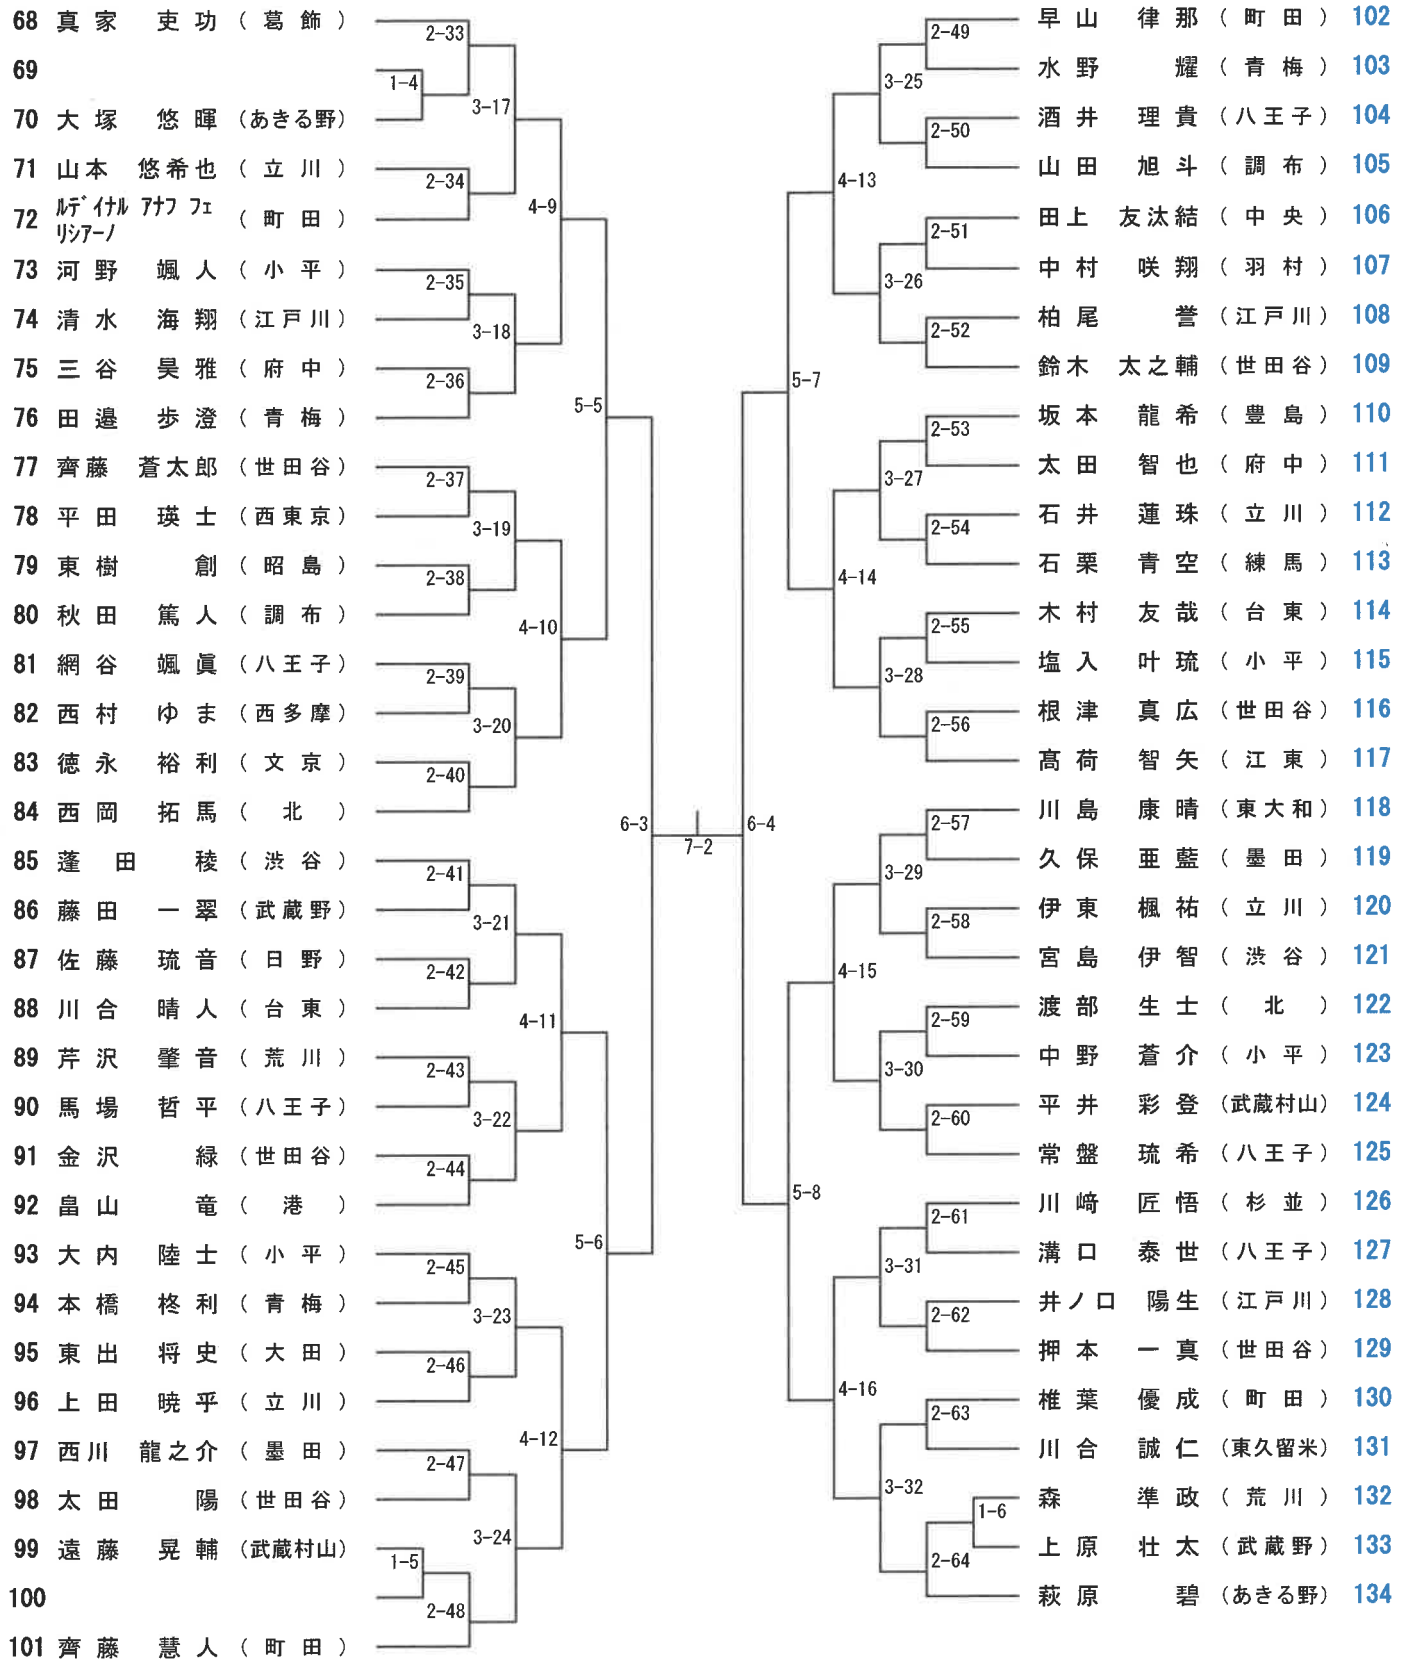 68 真家 吏功 (葛飾)
69
70 大塚 悠暉 (あきる野)
71 山本 悠希也 (立川)
72 ルディナル アナフ フェリシアーノ (町田)
73 河野 颯人 (小平)
74 清水 海翔 (江戸川)
75 三谷 昊雅 (府中)
76 田邉 歩澄 (青梅)
77 齊藤 蒼太郎 (世田谷)
78 平田 瑛士 (西東京)
79 東樹 創 (昭島)
80 秋田 篤人 (調布)
81 網谷 颯眞 (八王子)
82 西村 ゆま (西多摩)
83 徳永 裕利 (文京)
84 西岡 拓馬 (北)
85 蓬田 稜 (渋谷)
86 藤田 一翠 (武蔵野)
87 佐藤 琉音 (日野)
88 川合 晴人 (台東)
89 芹沢 肇音 (荒川)
90 馬場 哲平 (八王子)
91 金沢 緑 (世田谷)
92 畠山 竜 (港)
93 大内 陸士 (小平)
94 本橋 柊利 (青梅)
95 東出 将史 (大田)
96 上田 暁乎 (立川)
97 西川 龍之介 (墨田)
98 太田 陽 (世田谷)
99 遠藤 晃輔 (武蔵村山)
100
101 齊藤 慧人 (町田)
1-4
1-5
2-33
2-34
2-35
2-36
2-37
2-38
2-39
2-40
2-41
2-42
2-43
2-44
2-45
2-46
2-47
2-48
3-17
3-18
3-19
3-20
3-21
3-22
3-23
3-24
4-9
4-10
4-11
4-12
5-5
5-6
6-3
7-2
6-4
5-7
5-8
4-13
4-14
4-15
4-16
3-25
3-26
3-27
3-28
3-29
3-30
3-31
3-32
2-49
2-50
2-51
2-52
2-53
2-54
2-55
2-56
2-57
2-58
2-59
2-60
2-61
2-62
2-63
2-64
1-6
早山 律那 (町田) 102
水野 耀 (青梅) 103
酒井 理貴 (八王子) 104
山田 旭斗 (調布) 105
田上 友汰結 (中央) 106
中村 咲翔 (羽村) 107
柏尾 誉 (江戸川) 108
鈴木 太之輔 (世田谷) 109
坂本 龍希 (豊島) 110
太田 智也 (府中) 111
石井 蓮珠 (立川) 112
石栗 青空 (練馬) 113
木村 友哉 (台東) 114
塩入 叶琉 (小平) 115
根津 真広 (世田谷) 116
髙荷 智矢 (江東) 117
川島 康晴 (東大和) 118
久保 亜藍 (墨田) 119
伊東 楓祐 (立川) 120
宮島 伊智 (渋谷) 121
渡部 生士 (北) 122
中野 蒼介 (小平) 123
平井 彩登 (武蔵村山) 124
常盤 琉希 (八王子) 125
川﨑 匠悟 (杉並) 126
溝口 泰世 (八王子) 127
井ノ口 陽生 (江戸川) 128
押本 一真 (世田谷) 129
椎葉 優成 (町田) 130
川合 誠仁 (東久留米) 131
森 準政 (荒川) 132
上原 壮太 (武蔵野) 133
萩原 碧 (あきる野) 134